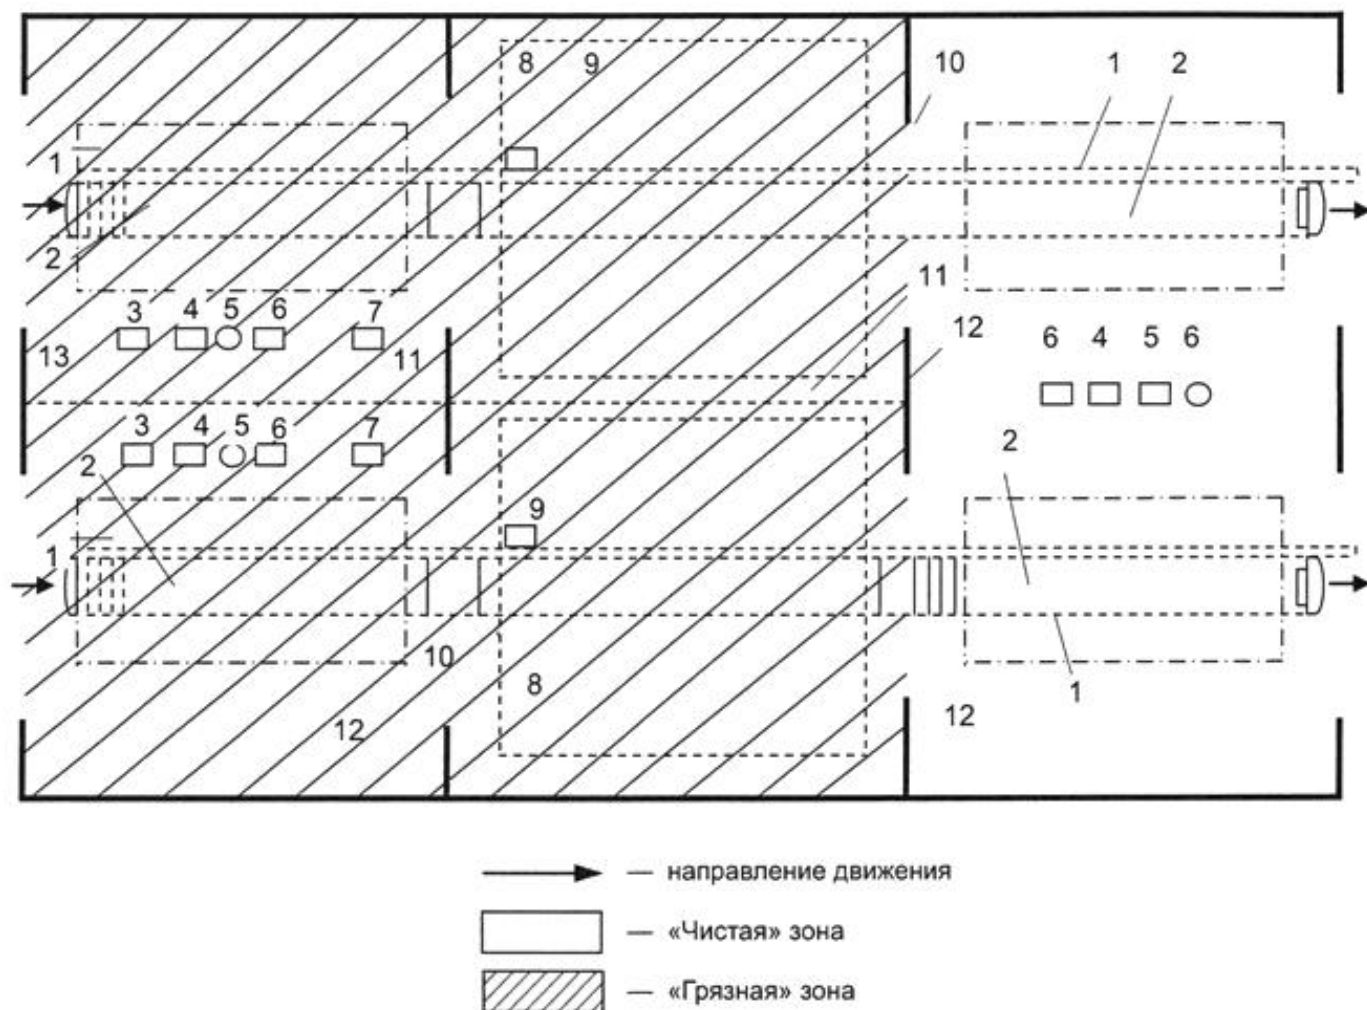 8 9 10 1 2
1
2
11
3 4 5 6 7
12
13 11 6 4 5 6
3 4 5 6 7
2 2
9
1
10
8 1
12 12
— направление движения
— «Чистая» зона
— «Грязная» зона